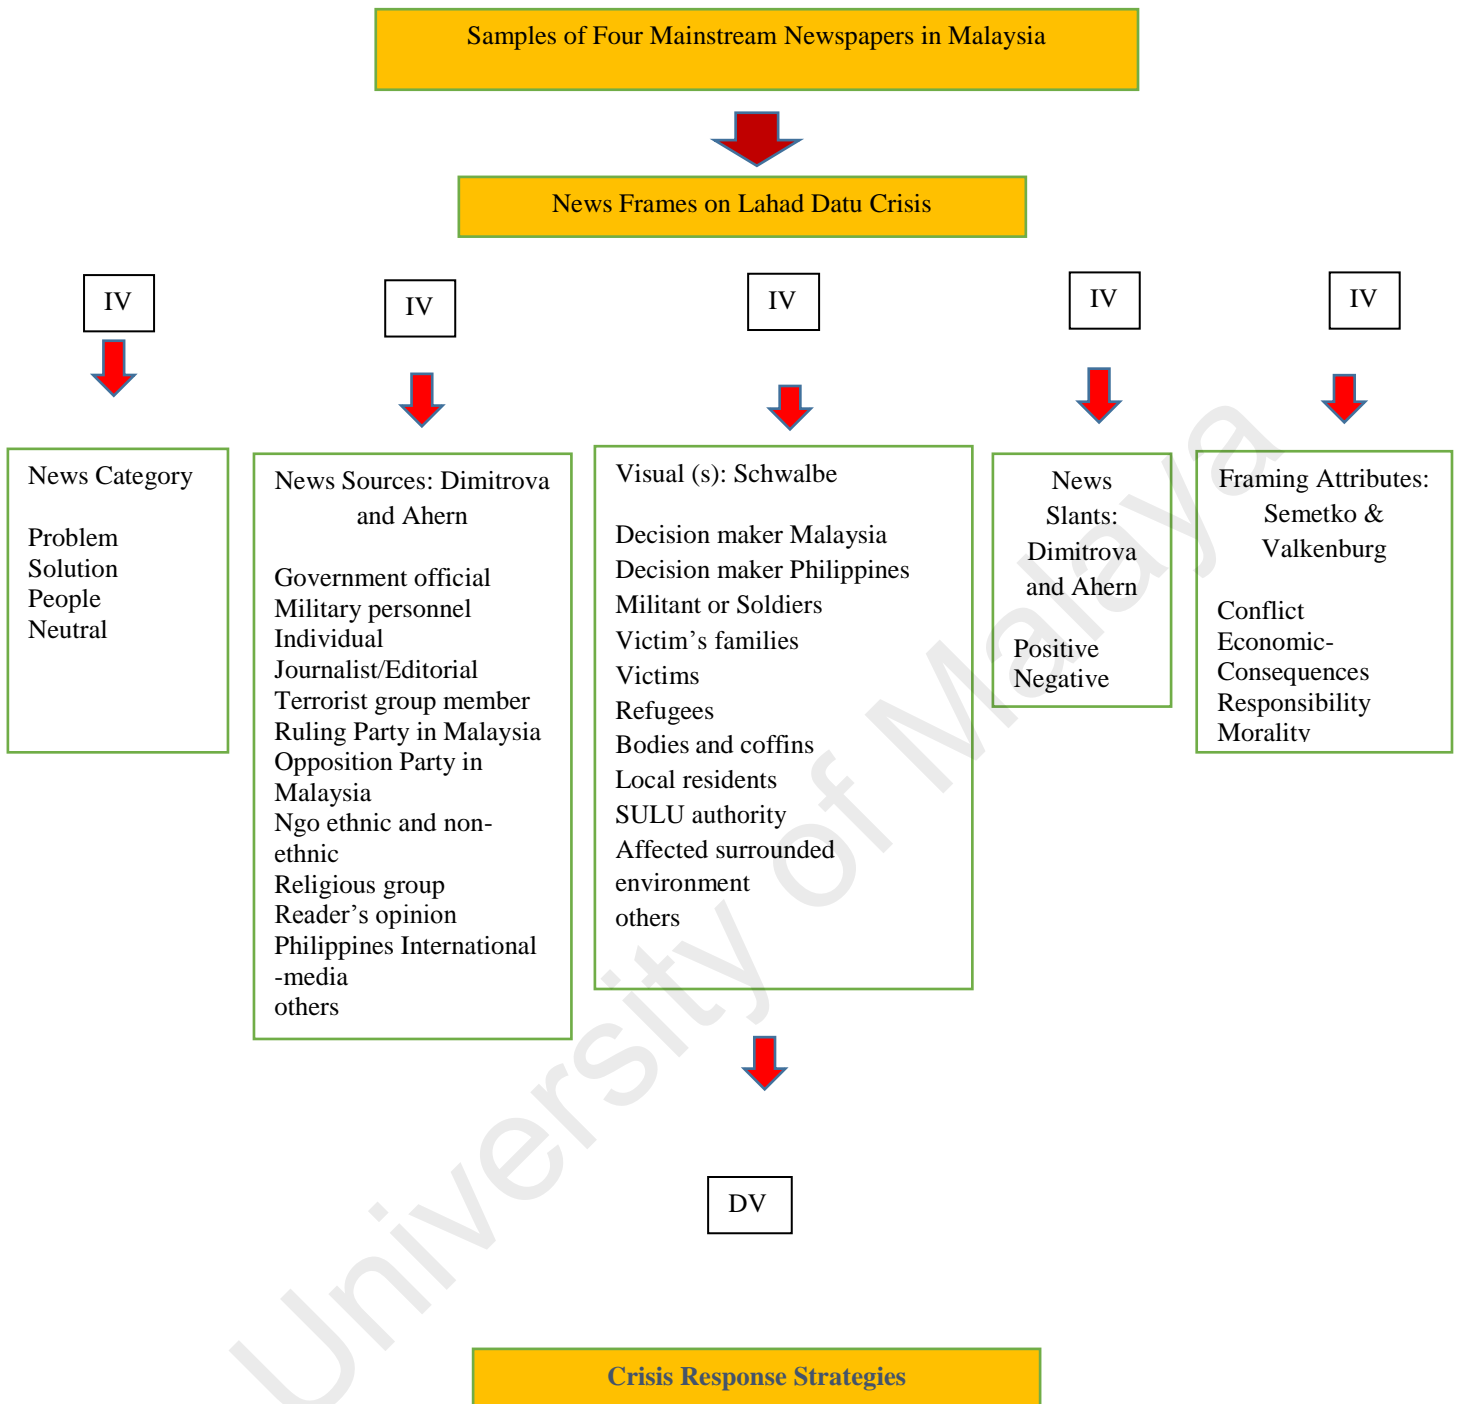 Samples of Four Mainstream Newspapers in Malaysia
News Frames on Lahad Datu Crisis
IV
IV
IV
IV
IV
News Category
Problem
Solution
People
Neutral
News Sources: Dimitrova
and Ahern
Government official
Military personnel
Individual
Journalist/Editorial
Terrorist group member
Ruling Party in Malaysia
Opposition Party in
Malaysia
Ngo ethnic and non-
ethnic
Religious group
Reader’s opinion
Philippines International
-media
others
Visual (s): Schwalbe
Decision maker Malaysia
Decision maker Philippines
Militant or Soldiers
Victim’s families
Victims
Refugees
Bodies and coffins
Local residents
SULU authority
Affected surrounded
environment
others
News
Slants:
Dimitrova
and Ahern
Positive
Negative
Framing Attributes:
Semetko &
Valkenburg
Conflict
Economic-
Consequences
Responsibility
Morality
DV
Crisis Response Strategies
University of Malaya